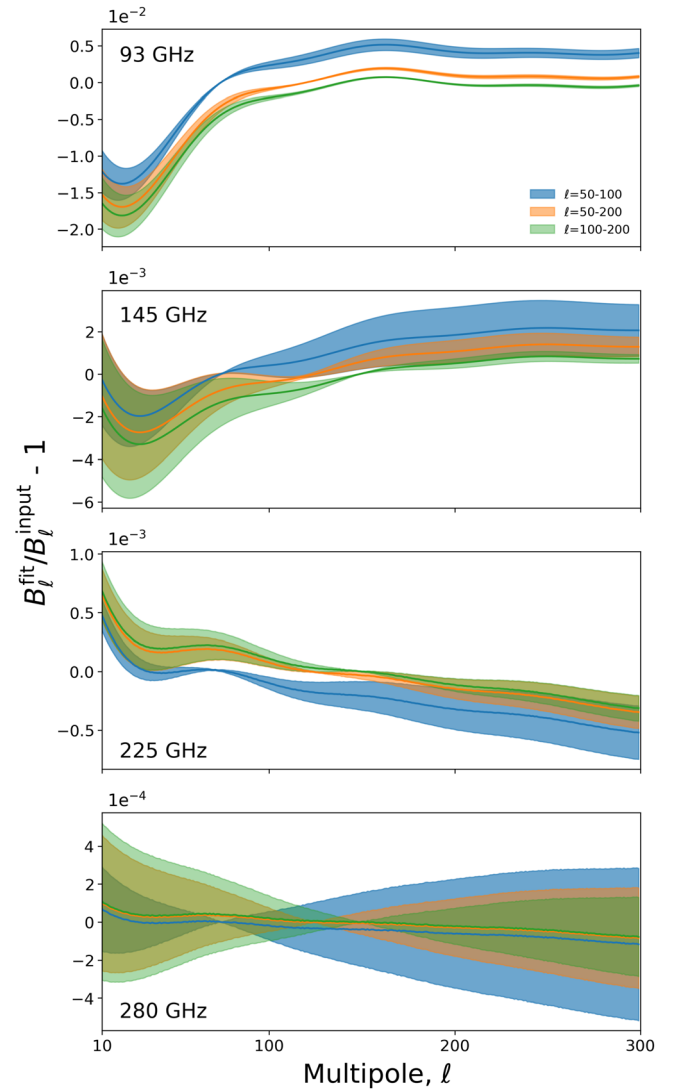 1e−2
93 GHz
0.5
0.0
−0.5
−1.0
−1.5
−2.0
ℓ=50-100
ℓ=50-200
ℓ=100-200
1e−3
145 GHz
2
0
−2
−4
−6
B_ℓ^fit/B_ℓ^input - 1
1e−3
1.0
0.5
0.0
−0.5
225 GHz
1e−4
4
2
0
−2
−4
280 GHz
10 100 200 300
Multipole, ℓ